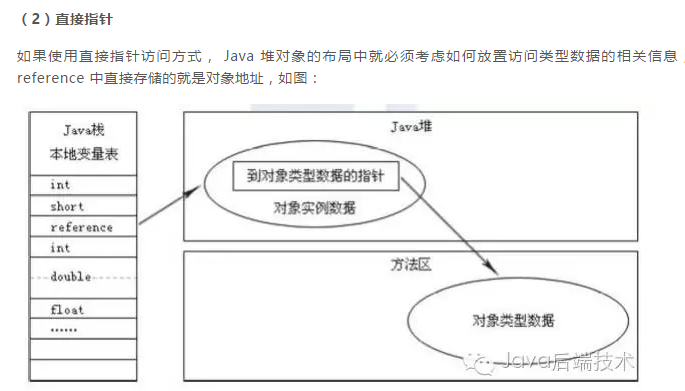 （2）直接指针
如果使用直接指针访问方式， Java 堆对象的布局中就必须考虑如何放置访问类型数据的相关信息，
reference 中直接存储的就是对象地址，如图：
Java栈
本地变量表
int
short
reference
int
double
float
……
Java堆
到对象类型数据的指针
对象实例数据
方法区
对象类型数据
Java后端技术